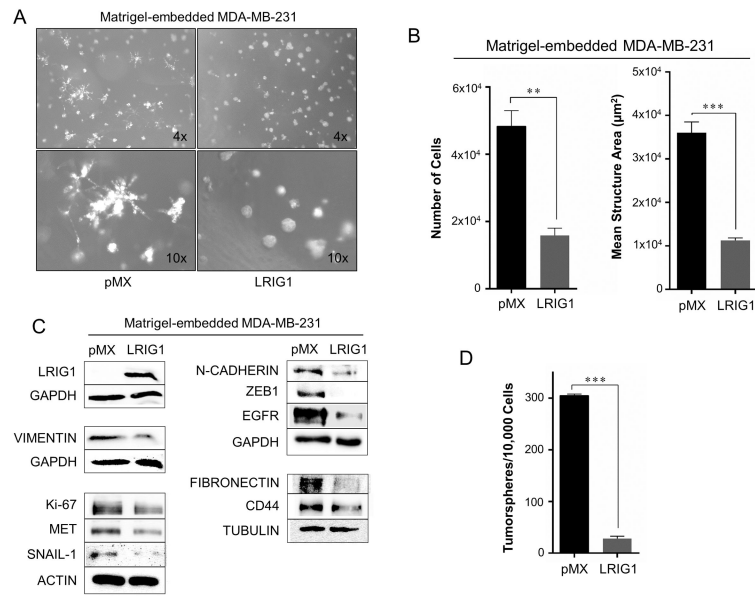 A
Matrigel-embedded MDA-MB-231
4x
4x
10x
10x
pMX
LRIG1
B
Matrigel-embedded MDA-MB-231
Number of Cells
6x10⁴
4x10⁴
2x10⁴
0
**
pMX
LRIG1
Mean Structure Area (μm²)
5x10⁴
4x10⁴
3x10⁴
2x10⁴
1x10⁴
0
***
pMX
LRIG1
C
Matrigel-embedded MDA-MB-231
pMX LRIG1
LRIG1
GAPDH
VIMENTIN
GAPDH
Ki-67
MET
SNAIL-1
ACTIN
pMX LRIG1
N-CADHERIN
ZEB1
EGFR
GAPDH
FIBRONECTIN
CD44
TUBULIN
D
Tumorspheres/10,000 Cells
300
200
100
0
***
pMX
LRIG1